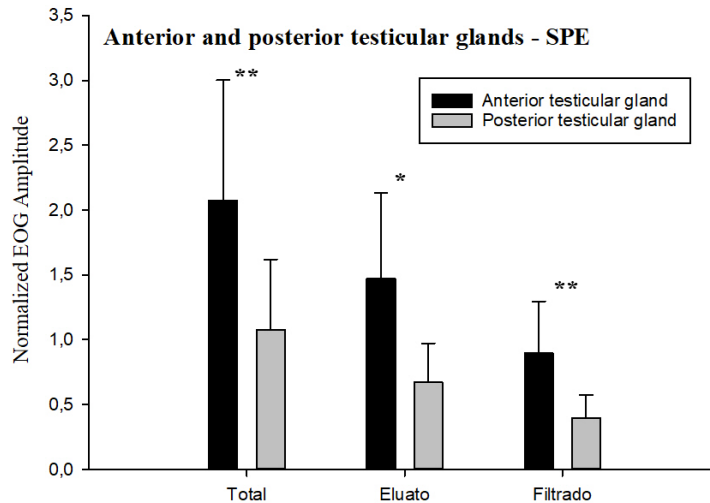 Anterior and posterior testicular glands - SPE
Anterior testicular gland
Posterior testicular gland
Normalized EOG Amplitude
3,5
3,0
2,5
2,0
1,5
1,0
0,5
0,0
**
*
**
Total
Eluato
Filtrado